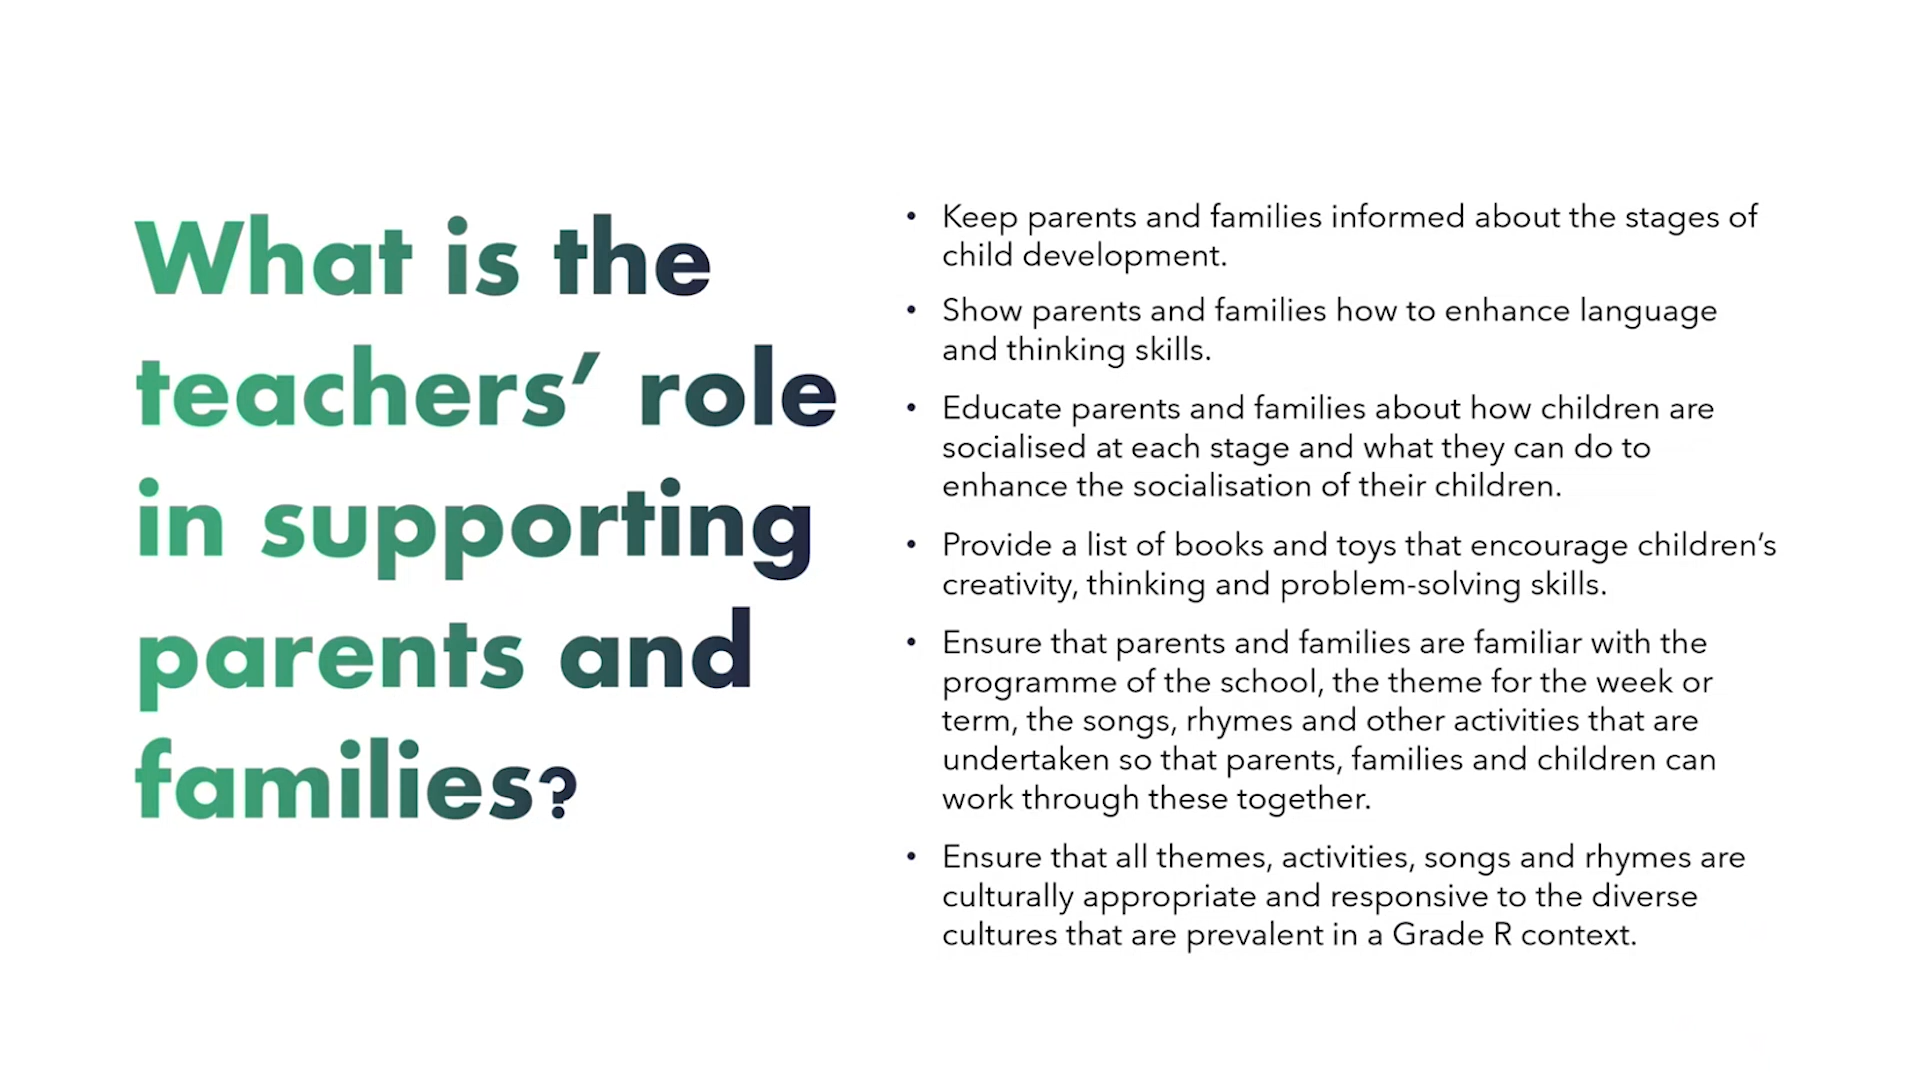 What is the
teachers’ role
in supporting
parents and
families?
• Keep parents and families informed about the stages of
child development.
• Show parents and families how to enhance language
and thinking skills.
• Educate parents and families about how children are
socialised at each stage and what they can do to
enhance the socialisation of their children.
• Provide a list of books and toys that encourage children’s
creativity, thinking and problem-solving skills.
• Ensure that parents and families are familiar with the
programme of the school, the theme for the week or
term, the songs, rhymes and other activities that are
undertaken so that parents, families and children can
work through these together.
• Ensure that all themes, activities, songs and rhymes are
culturally appropriate and responsive to the diverse
cultures that are prevalent in a Grade R context.